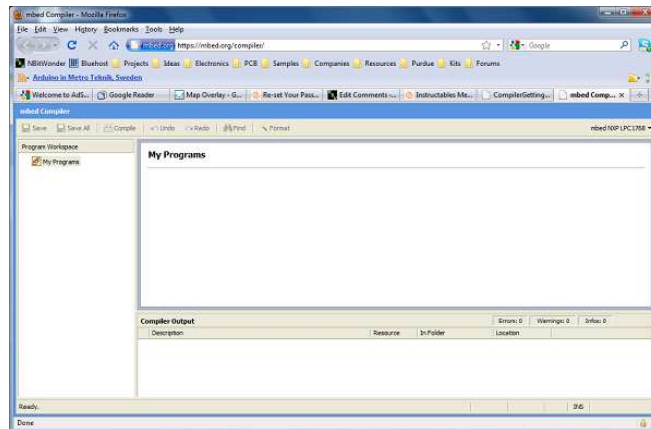 mbed Compiler - Mozilla Firefox
File Edit View History Bookmarks Tools Help
mbed.org https://mbed.org/compiler/
Google
NBitWonder Bluehost Projects Ideas Electronics PCB Samples Companies Resources Purdue Kits Forums
Arduino in Metro Teknik, Sweden
Welcome to AdS... Google Reader Map Overlay - G... Re-set Your Pass... Edit Comments ‹... Instructables Me... CompilerGetting... mbed Comp...
mbed Compiler
Save Save All Compile Undo Redo Find Format mbed NXP LPC1768
Program Workspace
My Programs
My Programs
Compiler Output Errors: 0 Warnings: 0 Infos: 0
Description Resource In Folder Location
Ready. INS
Done